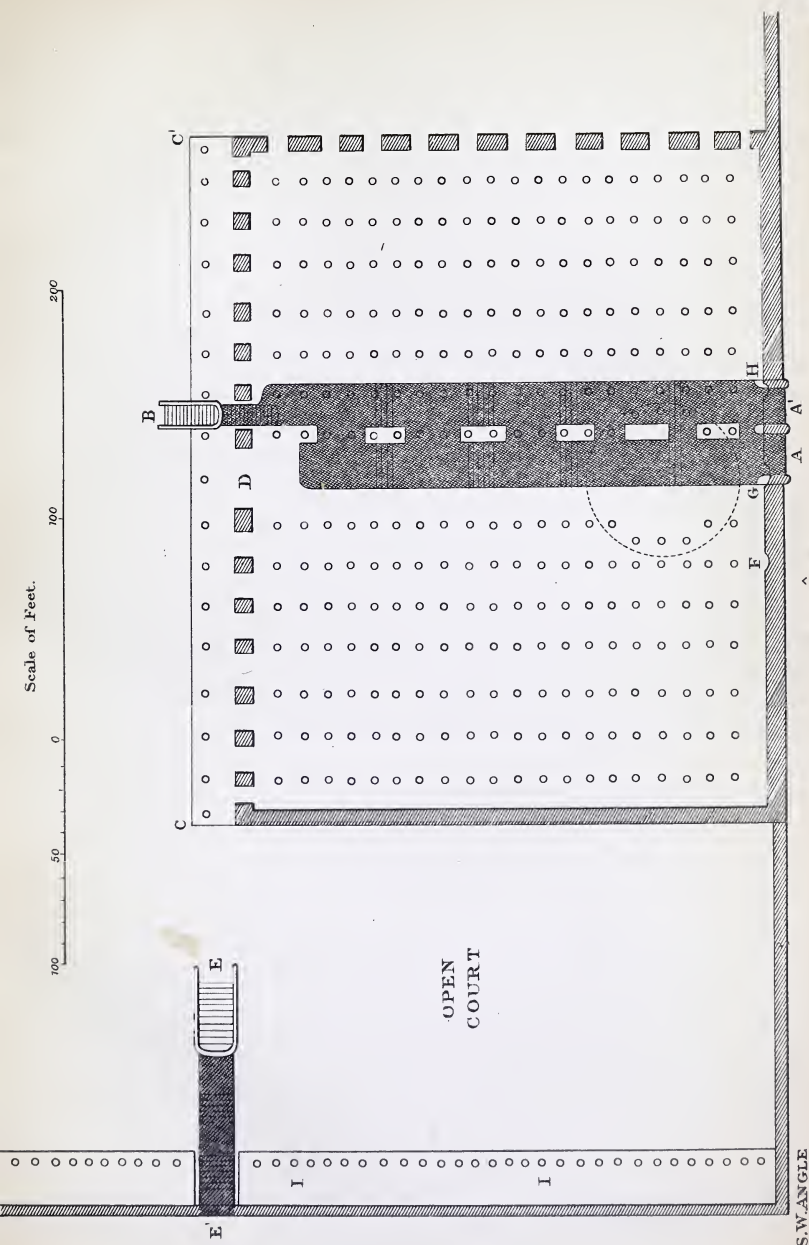 Scale of Feet.
100
50
0
100
200
C
C'
B
D
E
E'
OPEN
COURT
I
I
F
G
H
A
A'
S.W. ANGLE